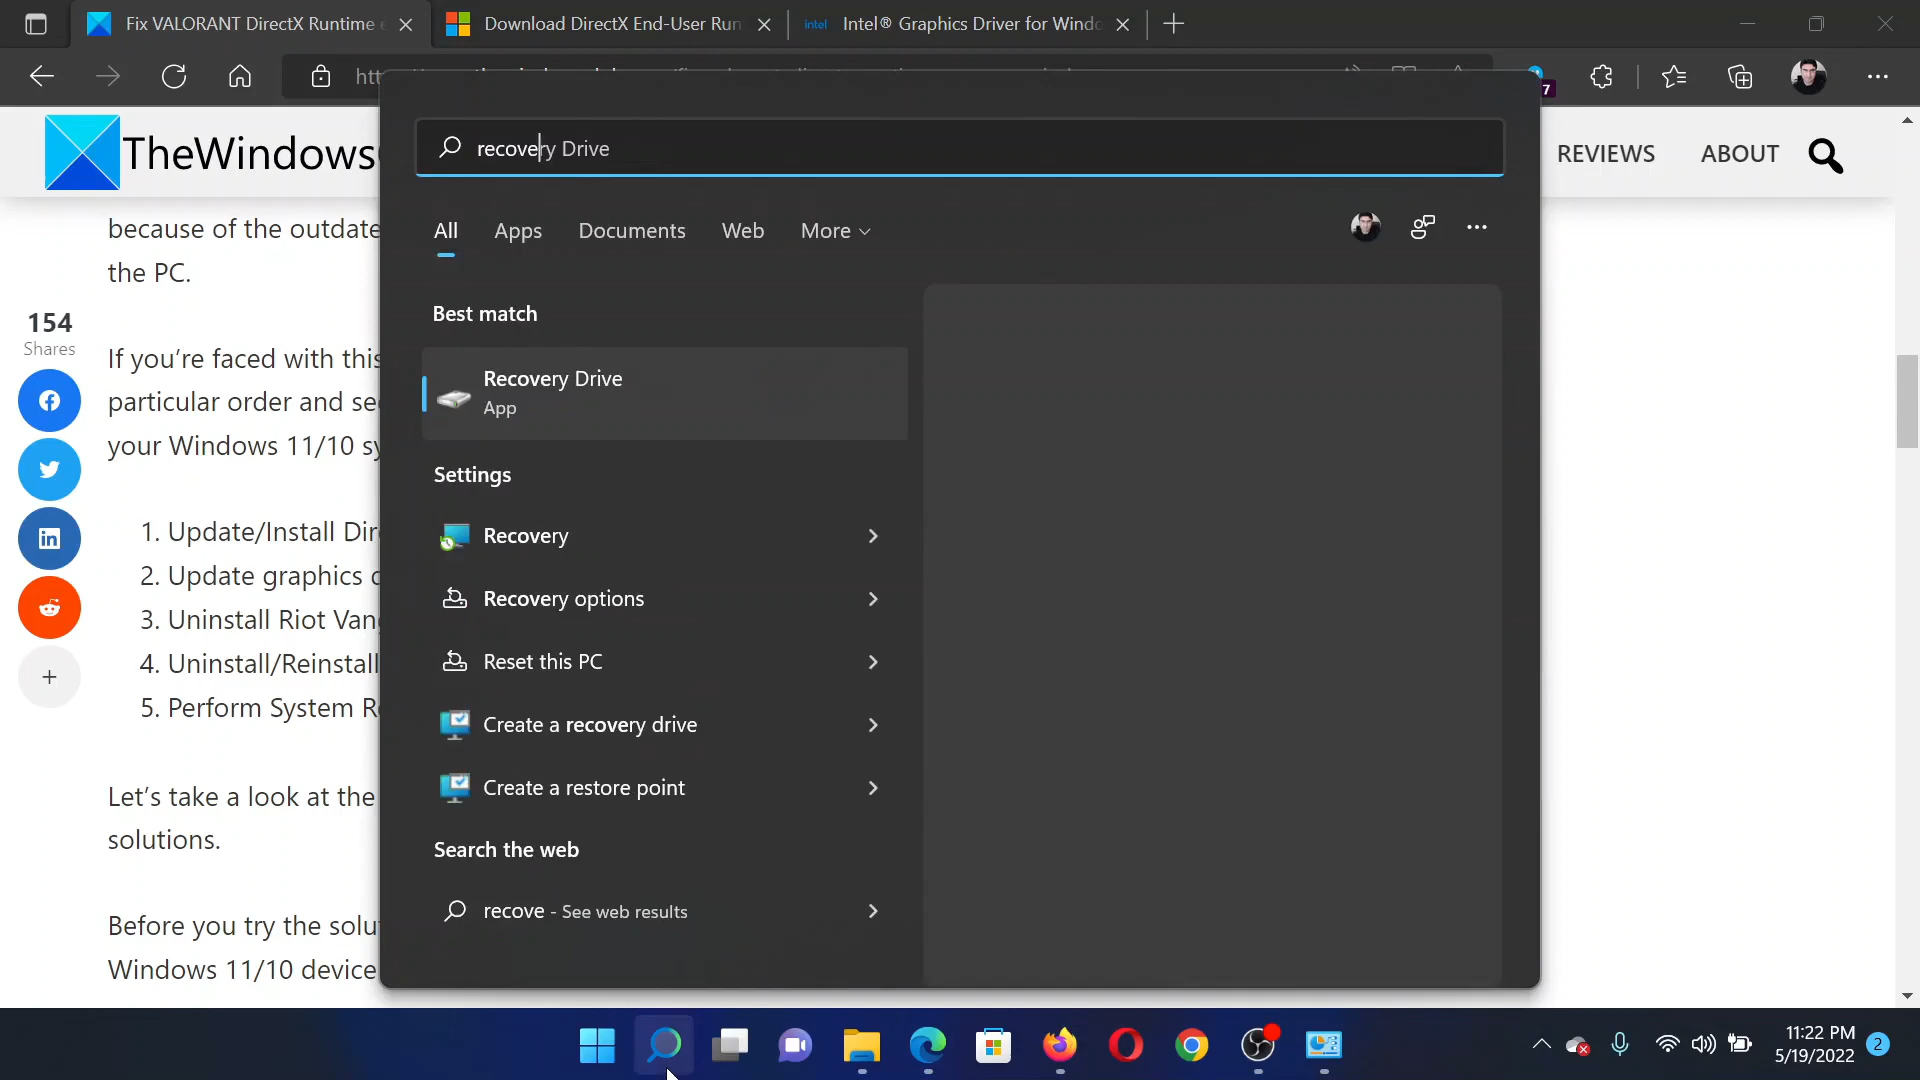 Fix VALORANT DirectX Runtime e
Download DirectX End-User Run
intel Intel® Graphics Driver for Windo
7
TheWindows
REVIEWS
ABOUT
recovery Drive
All
Apps
Documents
Web
More
because of the outdate
the PC.
154
Shares
If you’re faced with this
particular order and se
your Windows 11/10 sy
1. Update/Install Dir
2. Update graphics d
3. Uninstall Riot Van
4. Uninstall/Reinstall
5. Perform System R
Let’s take a look at the
solutions.
Before you try the solut
Windows 11/10 device
Best match
Recovery Drive
App
Settings
Recovery
Recovery options
Reset this PC
Create a recovery drive
Create a restore point
Search the web
recove - See web results
11:22 PM
5/19/2022
2